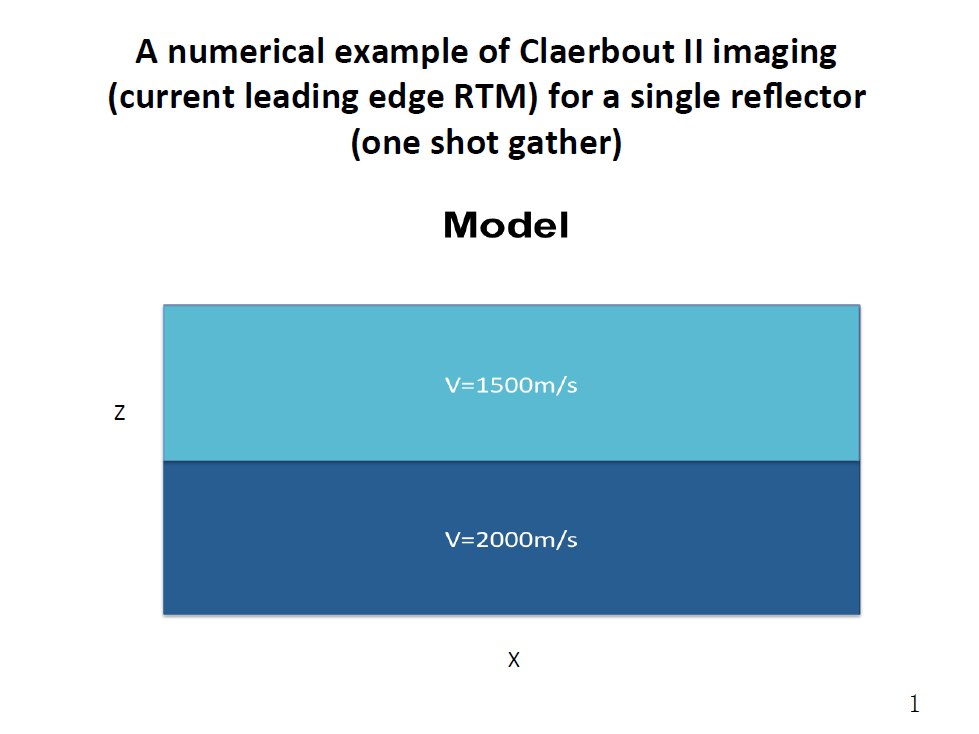 A numerical example of Claerbout II imaging
(current leading edge RTM) for a single reflector
(one shot gather)
Model
V=1500m/s
Z
V=2000m/s
X
1